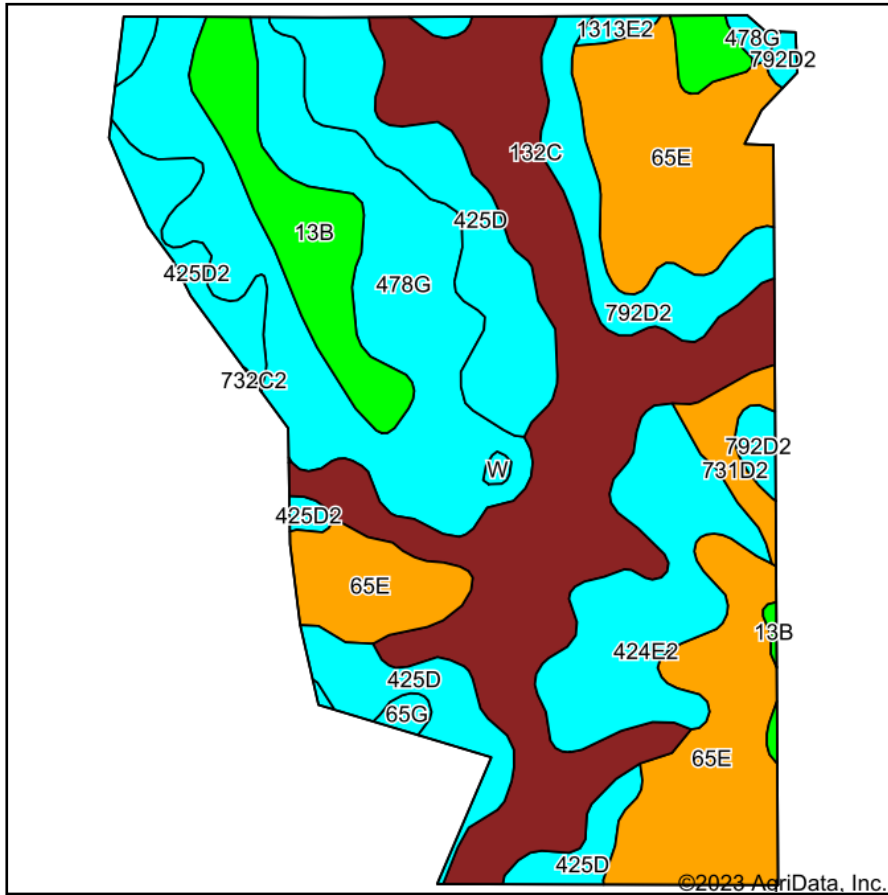 1313E2
478G
792D2
132C
65E
425D
13B
425D2
478G
792D2
732C2
792D2
W
731D2
425D2
65E
13B
424E2
425D
65G
65E
425D
©2023 AgriData, Inc.